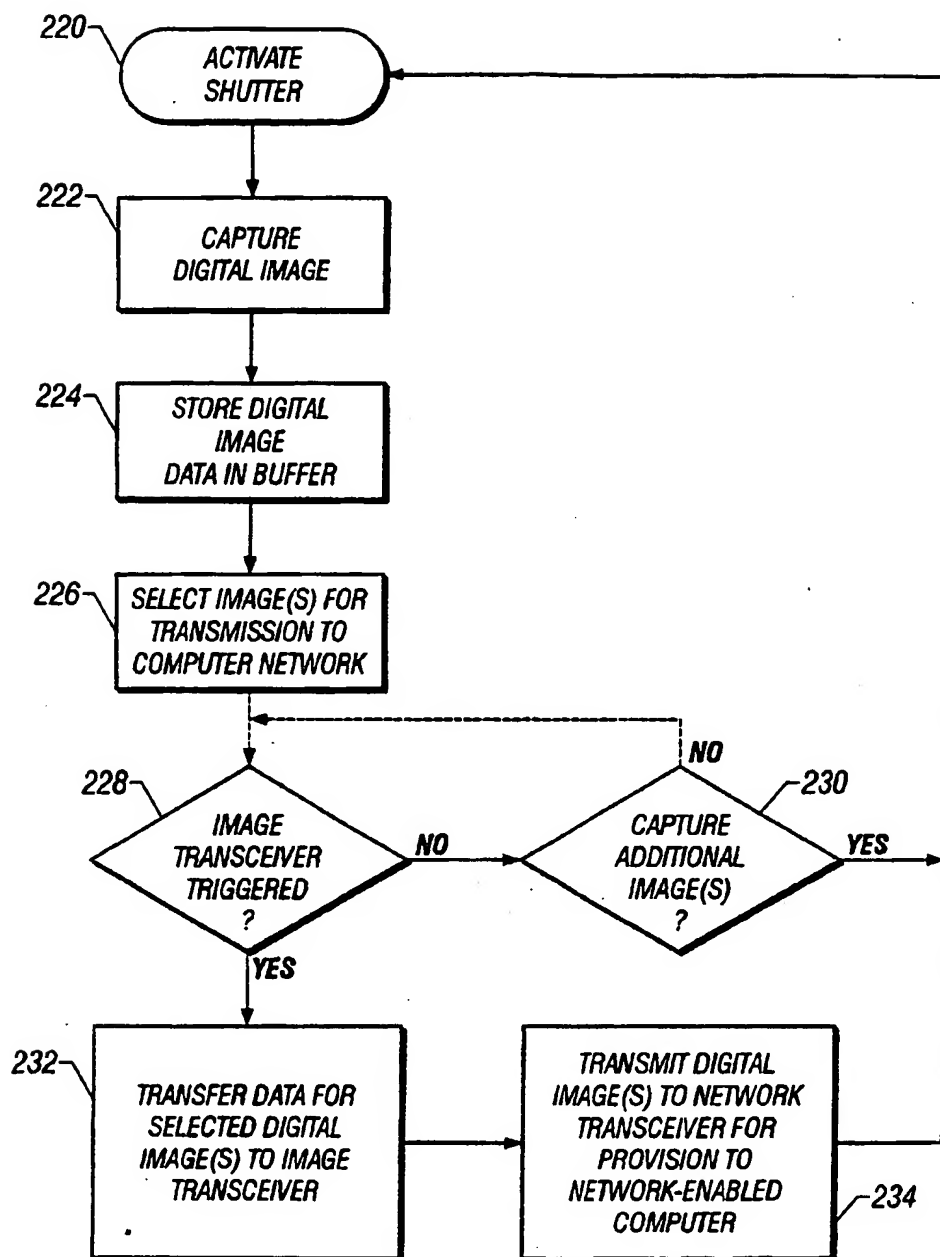 220
ACTIVATE
SHUTTER
222
CAPTURE
DIGITAL IMAGE
224
STORE DIGITAL
IMAGE
DATA IN BUFFER
226
SELECT IMAGE(S) FOR
TRANSMISSION TO
COMPUTER NETWORK
NO
228
230
IMAGE
TRANSCEIVER
TRIGGERED
?
NO
CAPTURE
ADDITIONAL
IMAGE(S)
?
YES
YES
232
TRANSFER DATA FOR
SELECTED DIGITAL
IMAGE(S) TO IMAGE
TRANSCEIVER
TRANSMIT DIGITAL
IMAGE(S) TO NETWORK
TRANSCEIVER FOR
PROVISION TO
NETWORK-ENABLED
COMPUTER
234